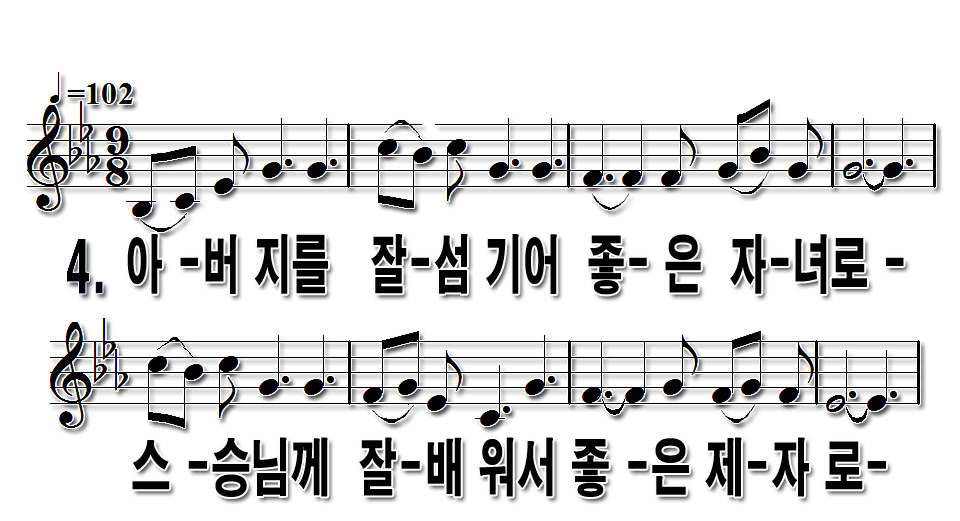 ♩=102
9
8
4. 아 -버 지를 잘-섬 기어 좋- 은 자-녀로 -
스 -승님께 잘-배 워서 좋 -은 제-자 로-